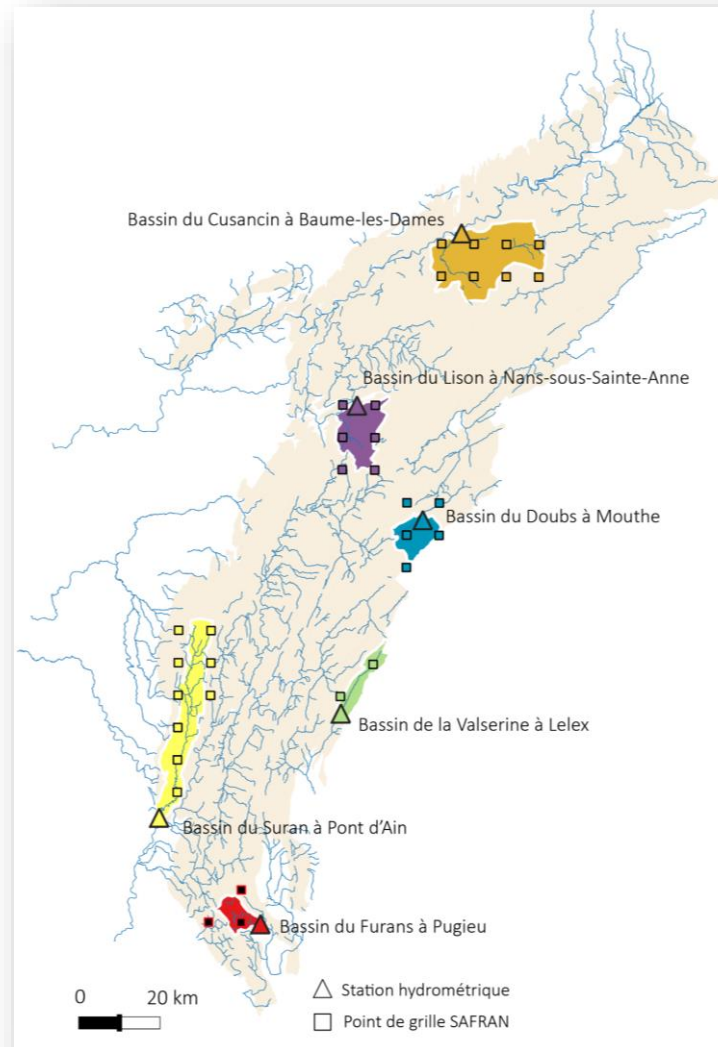 Bassin du Cusancin à Baume-les-Dames
Bassin du Lison à Nans-sous-Sainte-Anne
Bassin du Doubs à Mouthe
Bassin de la Valserine à Lelex
Bassin du Suran à Pont d'Ain
Bassin du Furans à Pugieu
0 20 km
Station hydrométrique
Point de grille SAFRAN